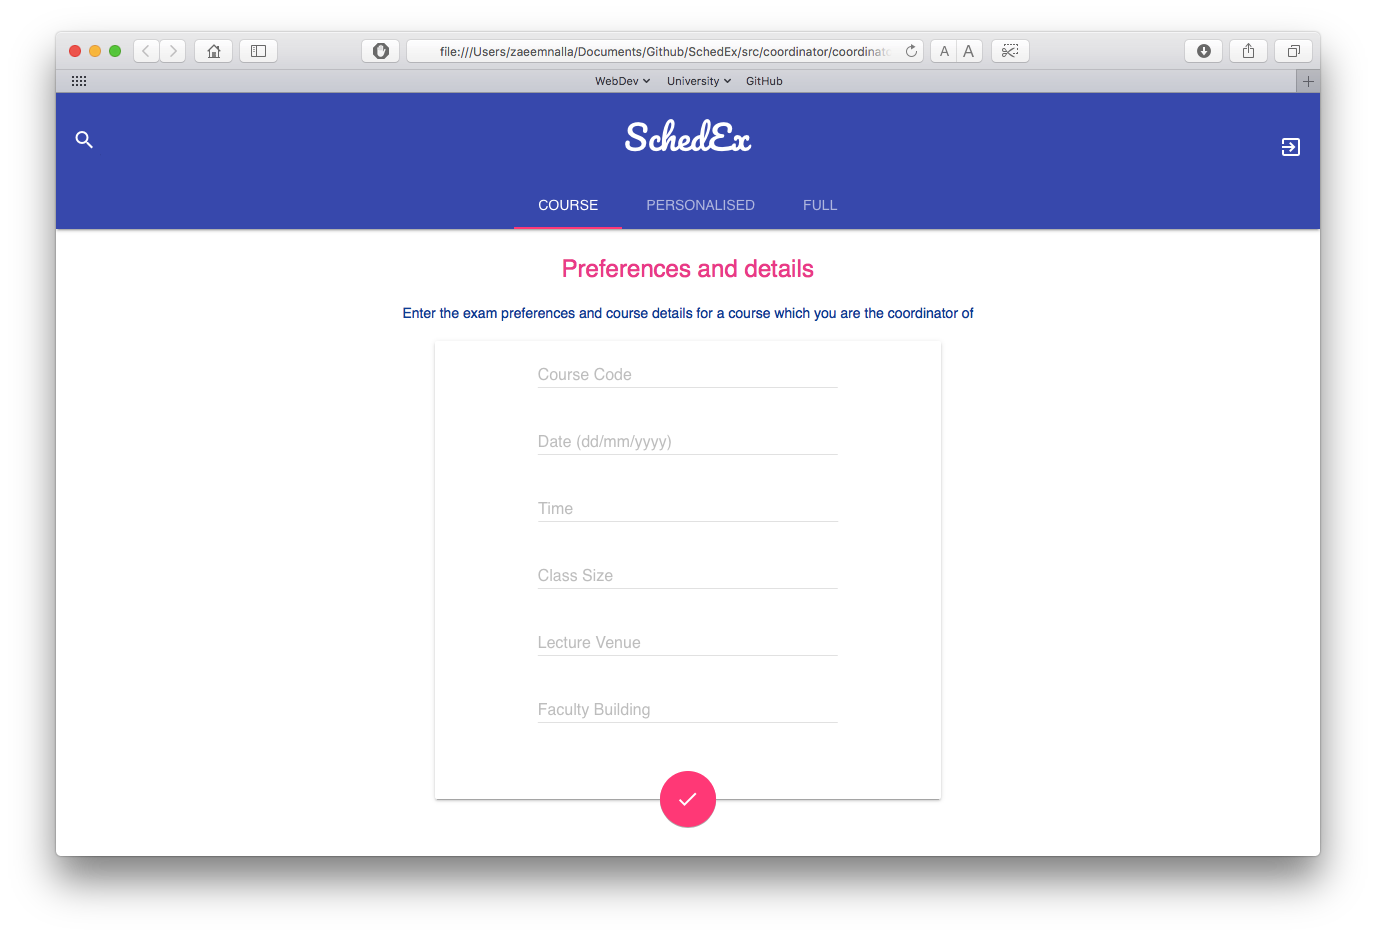 file:///Users/zaeemnalla/Documents/Github/SchedEx/src/coordinator/coordinato
A A
WebDev University GitHub
SchedEx
COURSE PERSONALISED FULL
Preferences and details
Enter the exam preferences and course details for a course which you are the coordinator of
Course Code
Date (dd/mm/yyyy)
Time
Class Size
Lecture Venue
Faculty Building